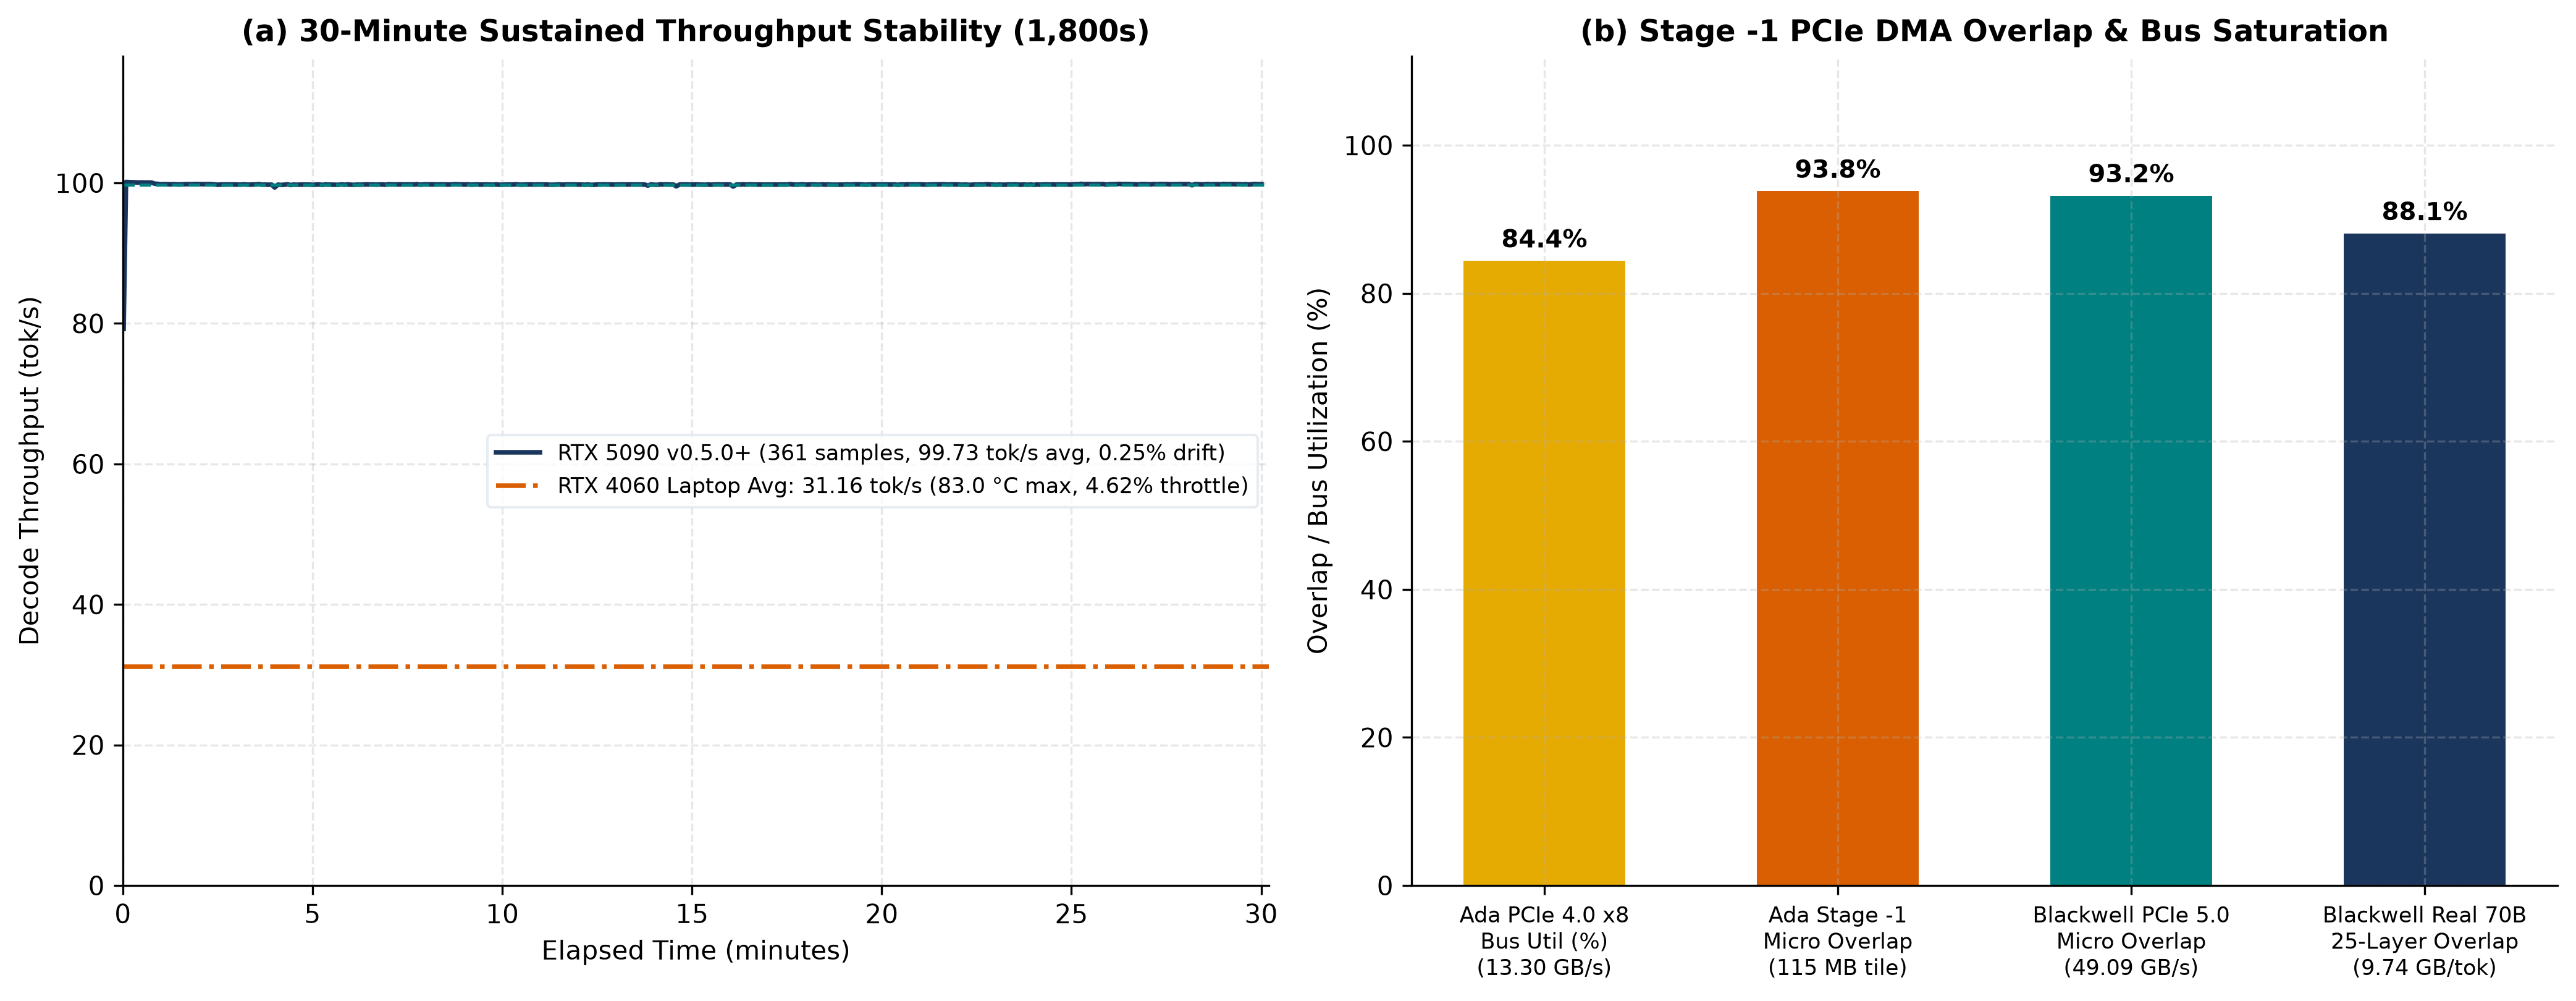 (a) 30-Minute Sustained Throughput Stability (1,800s)
Decode Throughput (tok/s)
100
80
60
40
20
0
RTX 5090 v0.5.0+ (361 samples, 99.73 tok/s avg, 0.25% drift)
RTX 4060 Laptop Avg: 31.16 tok/s (83.0 °C max, 4.62% throttle)
0 5 10 15 20 25 30
Elapsed Time (minutes)
(b) Stage -1 PCIe DMA Overlap & Bus Saturation
Overlap / Bus Utilization (%)
100
80
60
40
20
0
84.4%
93.8%
93.2%
88.1%
Ada PCIe 4.0 x8
Bus Util (%)
(13.30 GB/s)
Ada Stage -1
Micro Overlap
(115 MB tile)
Blackwell PCIe 5.0
Micro Overlap
(49.09 GB/s)
Blackwell Real 70B
25-Layer Overlap
(9.74 GB/tok)